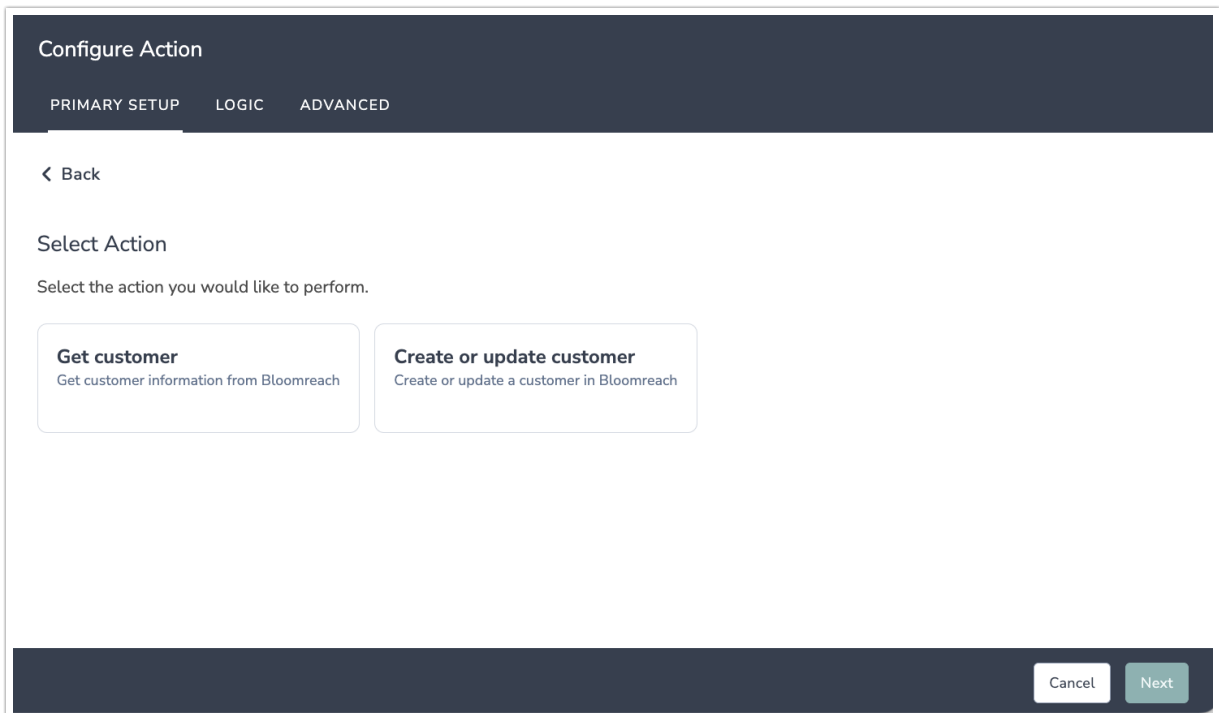 Configure Action
PRIMARY SETUP LOGIC ADVANCED
Back
Select Action
Select the action you would like to perform.
Get customer
Get customer information from Bloomreach
Create or update customer
Create or update a customer in Bloomreach
Cancel Next